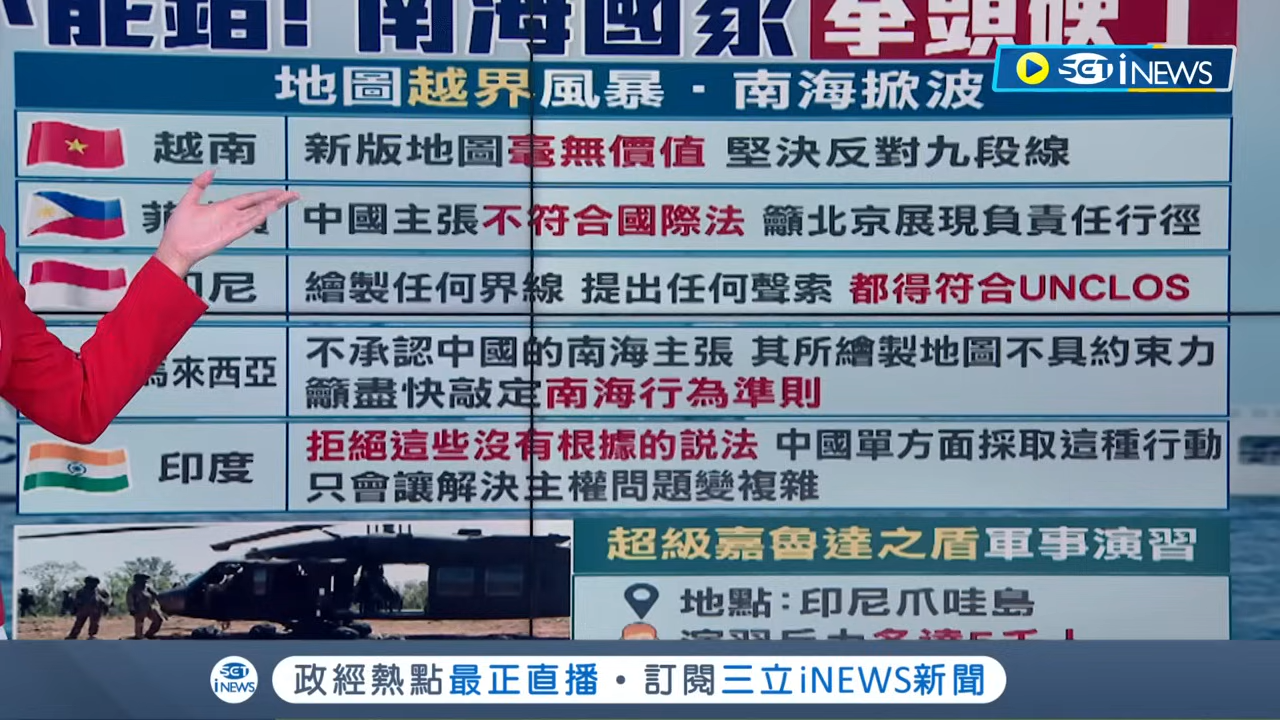 南海國家
SETiNEWS
地圖越界風暴·南海掀波
越南
新版地圖毫無價值 堅決反對九段線
中國主張不符合國際法 籲北京展現負責任行徑
印尼
繪製任何界線 提出任何聲索 都得符合UNCLOS
馬來西亞
不承認中國的南海主張 其所繪製地圖不具約束力
籲盡快敲定南海行為準則
印度
拒絕這些沒有根據的說法 中國單方面採取這種行動
只會讓解決主權問題變複雜
超級嘉魯達之盾軍事演習
地點:印尼爪哇島
SET iNEWS
政經熱點最正直播·訂閱三立iNEWS新聞